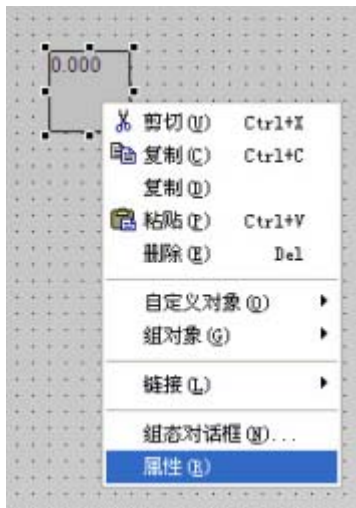 0.000
剪切(U) Ctrl+X
复制(C) Ctrl+C
复制(D)
粘贴(P) Ctrl+V
删除(E) Del
自定义对象(O)
组对象(G)
链接(L)
组态对话框(N)...
属性(R)